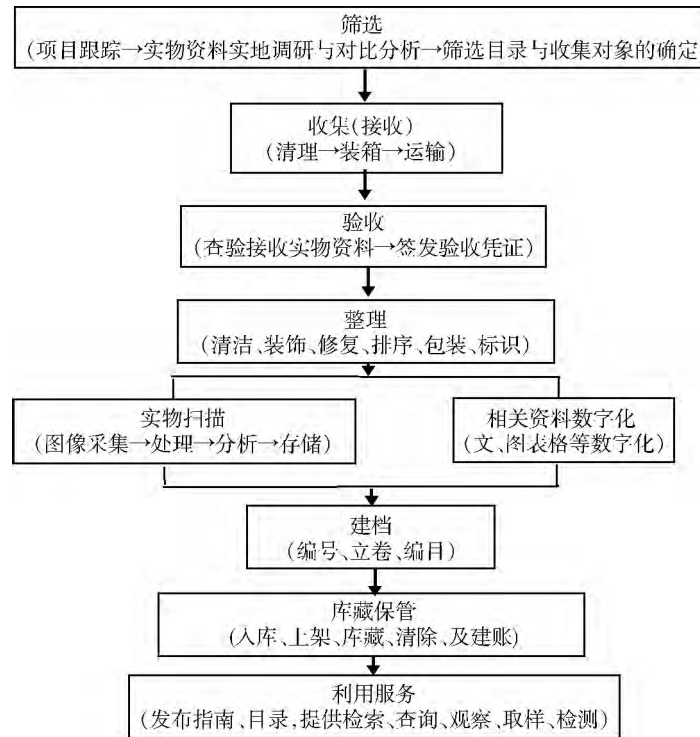 筛选
(项目跟踪→实物资料实地调研与对比分析→筛选目录与收集对象的确定
收集(接收)
(清理→装箱→运输)
验收
(查验接收实物资料→签发验收凭证)
整理
(清洁、装饰、修复、排序、包装、标识)
实物扫描
(图像采集→处理→分析→存储)
相关资料数字化
(文、图表格等数字化)
建档
(编号、立卷、编目)
库藏保管
(入库、上架、库藏、清除、及建账)
利用服务
(发布指南、目录,提供检索、查询、观察、取样、检测)